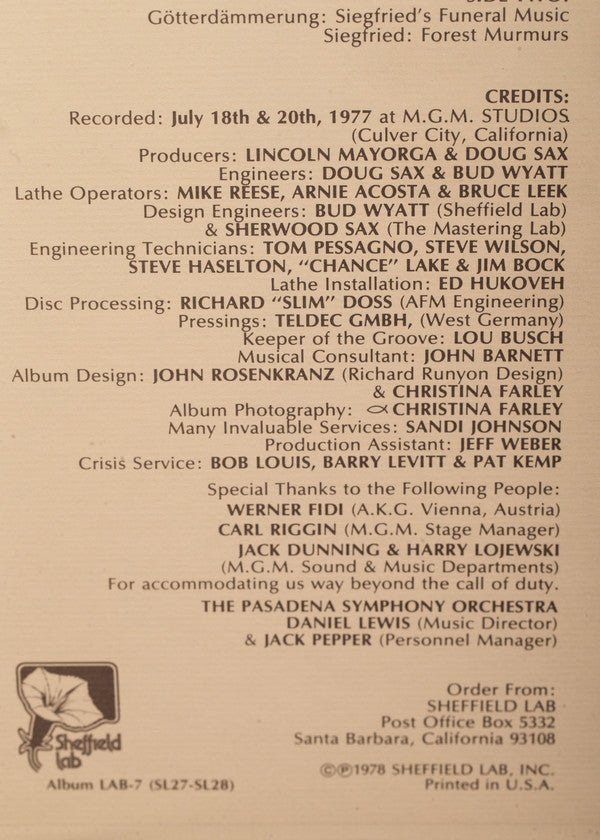 Götterdämmerung: Siegfried's Funeral Music
Siegfried: Forest Murmurs
CREDITS:
Recorded: July 18th & 20th, 1977 at M.G.M. STUDIOS
(Culver City, California)
Producers: LINCOLN MAYORGA & DOUG SAX
Engineers: DOUG SAX & BUD WYATT
Lathe Operators: MIKE REESE, ARNIE ACOSTA & BRUCE LEEK
Design Engineers: BUD WYATT (Sheffield Lab)
& SHERWOOD SAX (The Mastering Lab)
Engineering Technicians: TOM PESSAGNO, STEVE WILSON,
STEVE HASELTON, "CHANCE" LAKE & JIM BOCK
Lathe Installation: ED HUKOVEH
Disc Processing: RICHARD "SLIM" DOSS (AFM Engineering)
Pressings: TELDEC GMBH, (West Germany)
Keeper of the Groove: LOU BUSCH
Musical Consultant: JOHN BARNETT
Album Design: JOHN ROSENKRANZ (Richard Runyon Design)
& CHRISTINA FARLEY
Album Photography: CHRISTINA FARLEY
Many Invaluable Services: SANDI JOHNSON
Production Assistant: JEFF WEBER
Crisis Service: BOB LOUIS, BARRY LEVITT & PAT KEMP
Special Thanks to the Following People:
WERNER FIDI (A.K.G. Vienna, Austria)
CARL RIGGIN (M.G.M. Stage Manager)
JACK DUNNING & HARRY LOJEWSKI
(M.G.M. Sound & Music Departments)
For accommodating us way beyond the call of duty.
THE PASADENA SYMPHONY ORCHESTRA
DANIEL LEWIS (Music Director)
& JACK PEPPER (Personnel Manager)
Sheffield
Lab
Album LAB-7 (SL27-SL28)
Order From:
SHEFFIELD LAB
Post Office Box 5332
Santa Barbara, California 93108
©℗1978 SHEFFIELD LAB, INC.
Printed in U.S.A.